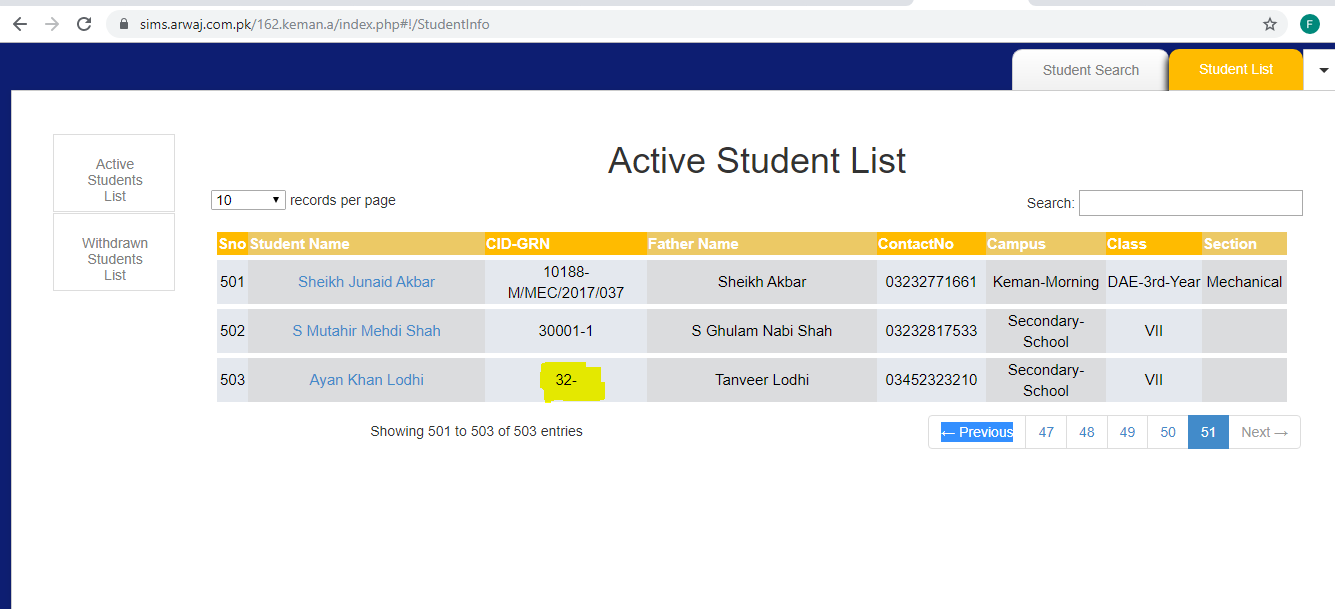 sims.arwaj.com.pk/162.keman.a/index.php#!/StudentInfo
F
Student Search
Student List
Active
Students
List
Withdrawn
Students
List
Active Student List
10 records per page
Search:
Sno Student Name CID-GRN Father Name ContactNo Campus Class Section
501 Sheikh Junaid Akbar 10188-
M/MEC/2017/037 Sheikh Akbar 03232771661 Keman-Morning DAE-3rd-Year Mechanical
502 S Mutahir Mehdi Shah 30001-1 S Ghulam Nabi Shah 03232817533 Secondary-
School VII
503 Ayan Khan Lodhi 32- Tanveer Lodhi 03452323210 Secondary-
School VII
Showing 501 to 503 of 503 entries
← Previous 47 48 49 50 51 Next →